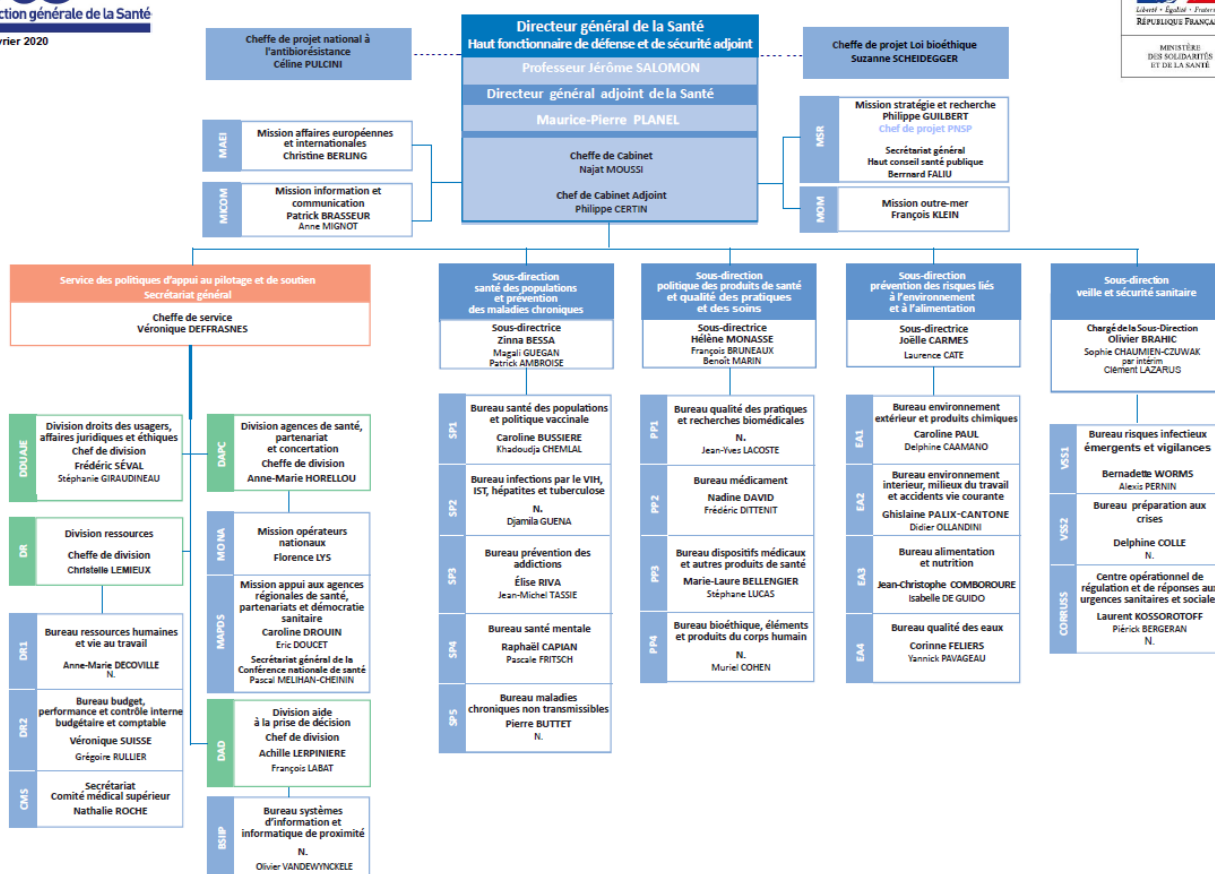 ction générale de la Santé
vrier 2020
Cheffe de projet national à
l'antibiorésistance
Céline PULCINI
Directeur général de la Santé
Haut fonctionnaire de défense et de sécurité adjoint
Professeur Jérôme SALOMON
Directeur général adjoint de la Santé
Maurice-Pierre PLANEL
Cheffe de Cabinet
Najat MOUSSI
Chef de Cabinet Adjoint
Philippe CERTIN
Cheffe de projet Loi bioéthique
Suzanne SCHEIDEGGER
Liberté • Égalité • Fratern
RÉPUBLIQUE FRANÇA
MINISTÈRE
DES SOLIDARITÉS
ET DE LA SANTÉ
MAEI
Mission affaires européennes
et internationales
Christine BERLING
MICOM
Mission information et
communication
Patrick BRASSEUR
Anne MIGNOT
MSR
Mission stratégie et recherche
Philippe GUILBERT
Chef de projet PNSP
Secrétariat général
Haut conseil santé publique
Bernnard FALIU
MOM
Mission outre-mer
François KLEIN
Service des politiques d'appui au pilotage et de soutien
Secrétariat général
Cheffe de service
Véronique DEFFRASNES
DDUAJE
Division droits des usagers,
affaires juridiques et éthiques
Chef de division
Frédéric SÉVAL
Stéphanie GIRAUDINEAU
DR
Division ressources
Cheffe de division
Christelle LEMIEUX
DR1
Bureau ressources humaines
et vie au travail
Anne-Marie DECOVILLE
N.
DR2
Bureau budget,
performance et contrôle interne
budgétaire et comptable
Véronique SUISSE
Grégoire RULLIER
CMS
Secrétariat
Comité médical supérieur
Nathalie ROCHE
DAPC
Division agences de santé,
partenariat
et concertation
Cheffe de division
Anne-Marie HORELLOU
MONA
Mission opérateurs
nationaux
Florence LYS
MAPDS
Mission appui aux agences
régionales de santé,
partenariats et démocratie
sanitaire
Caroline DROUIN
Eric DOUCET
Secrétariat général de la
Conférence nationale de santé
Pascal MELIHAN-CHEININ
DAD
Division aide
à la prise de décision
Chef de division
Achille LERPINIERE
François LABAT
BSIIP
Bureau systèmes
d'information et
informatique de proximité
N.
Olivier VANDEWYNCKELE
Sous-direction
santé des populations
et prévention
des maladies chroniques
Sous-directrice
Zinna BESSA
Magali GUEGAN
Patrick AMBROISE
SP1
Bureau santé des populations
et politique vaccinale
Caroline BUSSIERE
Khadoudja CHEMLAL
SP2
Bureau infections par le VIH,
IST, hépatites et tuberculose
N.
Djamila GUENA
SP3
Bureau prévention des
addictions
Élise RIVA
Jean-Michel TASSIE
SP4
Bureau santé mentale
Raphaël CAPIAN
Pascale FRITSCH
SP5
Bureau maladies
chroniques non transmissibles
Pierre BUTTET
N.
Sous-direction
politique des produits de santé
et qualité des pratiques
et des soins
Sous-directrice
Hélène MONASSE
François BRUNEAUX
Benoît MARIN
PP1
Bureau qualité des pratiques
et recherches biomédicales
N.
Jean-Yves LACOSTE
PP2
Bureau médicament
Nadine DAVID
Frédéric DITTENIT
PP3
Bureau dispositifs médicaux
et autres produits de santé
Marie-Laure BELLENGIER
Stéphane LUCAS
PP4
Bureau bioéthique, éléments
et produits du corps humain
N.
Muriel COHEN
Sous-direction
prévention des risques liés
à l'environnement
et à l'alimentation
Sous-directrice
Joëlle CARMES
Laurence CATE
EA1
Bureau environnement
extérieur et produits chimiques
Caroline PAUL
Delphine CAAMANO
EA2
Bureau environnement
interieur, milieux du travail
et accidents vie courante
Ghislaine PALIX-CANTONE
Didier OLLANDINI
EA3
Bureau alimentation
et nutrition
Jean-Christophe COMBOROURE
Isabelle DE GUIDO
EA4
Bureau qualité des eaux
Corinne FELIERS
Yannick PAVAGEAU
Sous-direction
veille et sécurité sanitaire
Chargé de la Sous-Direction
Olivier BRAHIC
Sophie CHAUMIEN-CZUWAK
par intérim
Clément LAZARUS
VSS1
Bureau risques infectieux
émergents et vigilances
Bernadette WORMS
Alexis PERNIN
VSS2
Bureau préparation aux
crises
Delphine COLLE
N.
CORRUSS
Centre opérationnel de
régulation et de réponses aux
urgences sanitaires et sociale
Laurent KOSSOROTOFF
Piérick BERGERAN
N.